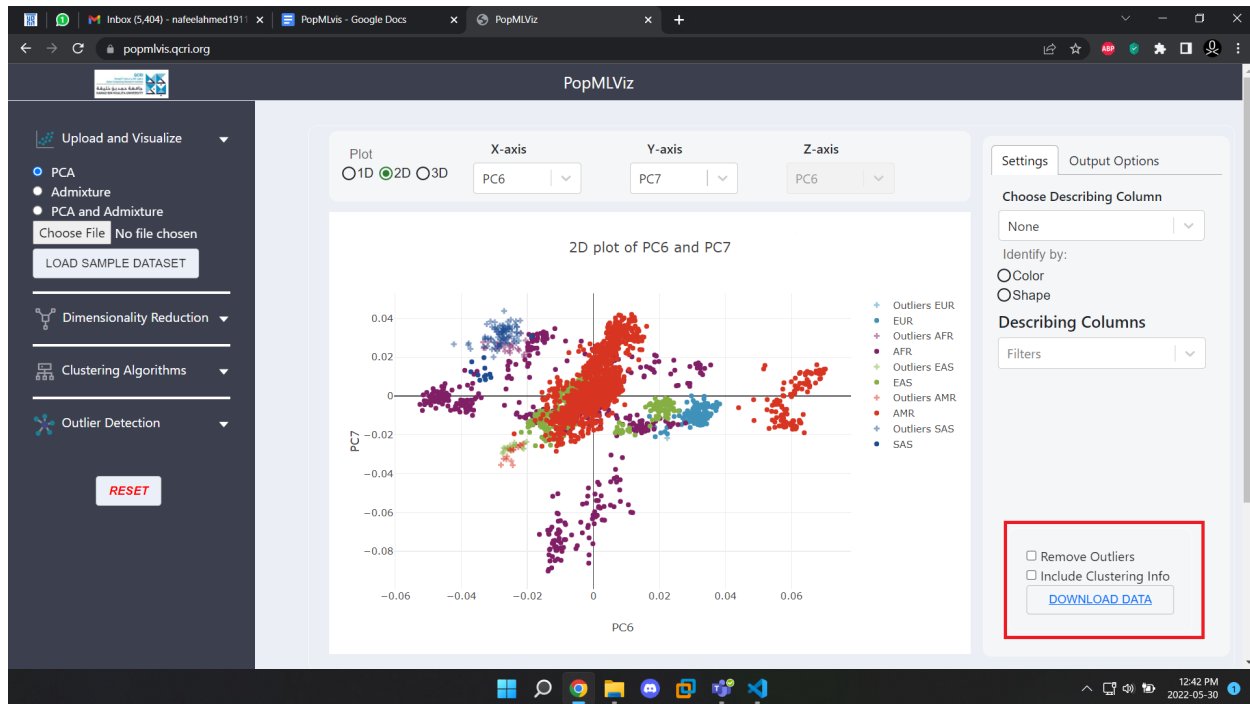 Inbox (5,404) - nafeelahmed1911
PopMLvis - Google Docs
PopMLViz
popmlvis.qcri.org
ABP
PopMLViz
Upload and Visualize
PCA
Admixture
PCA and Admixture
Choose File No file chosen
LOAD SAMPLE DATASET
Dimensionality Reduction
Clustering Algorithms
Outlier Detection
RESET
Plot
1D 2D 3D
X-axis
PC6
Y-axis
PC7
Z-axis
PC6
2D plot of PC6 and PC7
0.04
0.02
0
−0.02
−0.04
−0.06
−0.08
PC7
−0.06 −0.04 −0.02 0 0.02 0.04 0.06
PC6
Outliers EUR
EUR
Outliers AFR
AFR
Outliers EAS
EAS
Outliers AMR
AMR
Outliers SAS
SAS
Settings Output Options
Choose Describing Column
None
Identify by:
Color
Shape
Describing Columns
Filters
Remove Outliers
Include Clustering Info
DOWNLOAD DATA
12:42 PM
2022-05-30
1